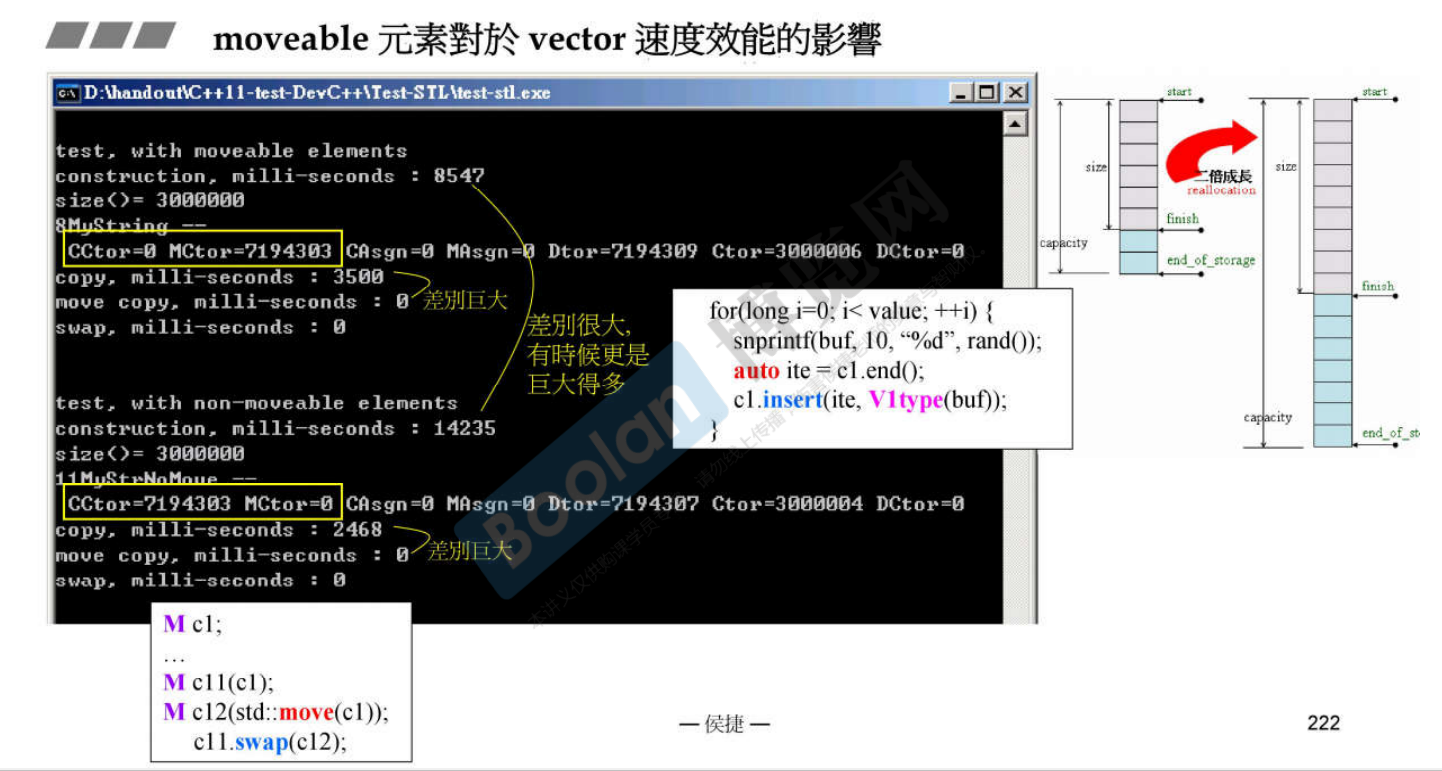 moveable 元素對於 vector 速度效能的影響
D:\handout\C++11-test-DevC++\Test-STL\test-stl.exe
test, with moveable elements
construction, milli-seconds : 8547
size()= 3000000
8MyString --
CCtor=0 MCtor=7194303 CAsgn=0 MAsgn=0 Dtor=7194309 Ctor=3000006 DCtor=0
copy, milli-seconds : 3500
move copy, milli-seconds : 0
差別巨大
swap, milli-seconds : 0
差別很大,
有時候更是
巨大得多
test, with non-moveable elements
construction, milli-seconds : 14235
size()= 3000000
11MyStrNoMove --
CCtor=7194303 MCtor=0 CAsgn=0 MAsgn=0 Dtor=7194307 Ctor=3000004 DCtor=0
copy, milli-seconds : 2468
move copy, milli-seconds : 0
差別巨大
swap, milli-seconds : 0
for(long i=0; i< value; ++i) {
snprintf(buf, 10, “%d”, rand());
auto ite = c1.end();
c1.insert(ite, V1type(buf));
}
start
size
finish
capacity
end_of_storage
二倍成長
reallocation
start
size
finish
capacity
end_of_st
M c1;
…
M c11(c1);
M c12(std::move(c1));
c11.swap(c12);
Boolan
博览网
— 侯捷 —
222